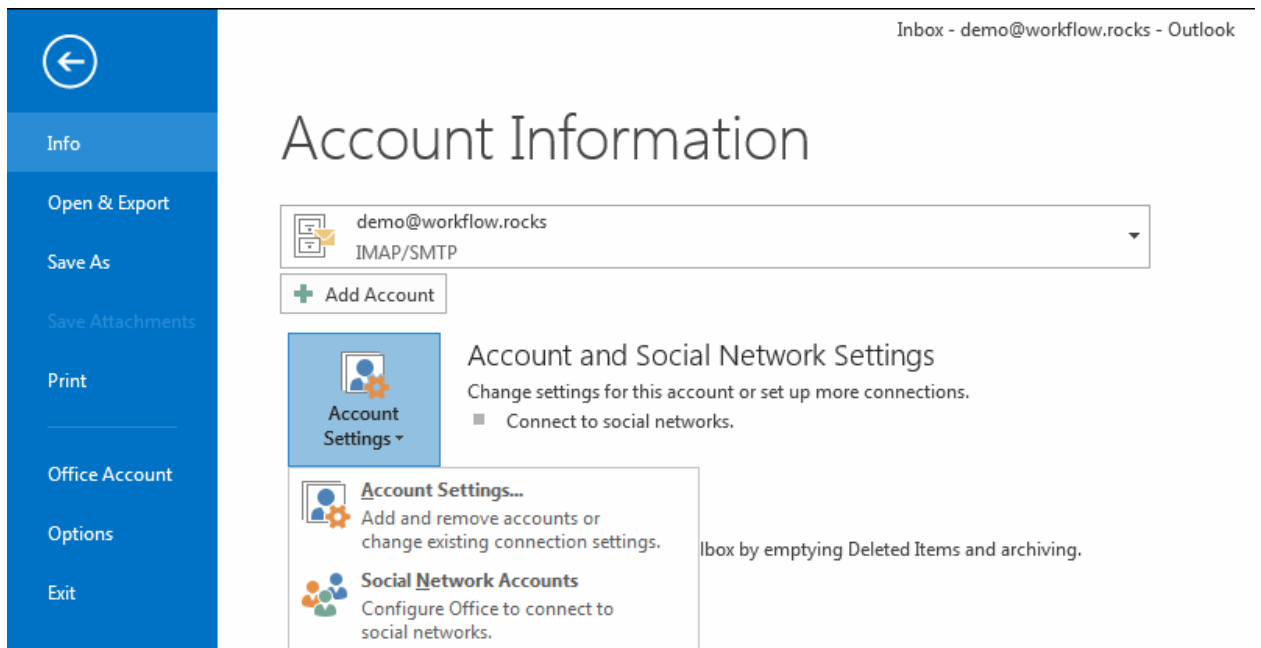 Inbox - demo@workflow.rocks - Outlook
Info
Open & Export
Save As
Save Attachments
Print
Office Account
Options
Exit
Account Information
demo@workflow.rocks
IMAP/SMTP
Add Account
Account
Settings
Account and Social Network Settings
Change settings for this account or set up more connections.
Connect to social networks.
Account Settings...
Add and remove accounts or
change existing connection settings.
lbox by emptying Deleted Items and archiving.
Social Network Accounts
Configure Office to connect to
social networks.